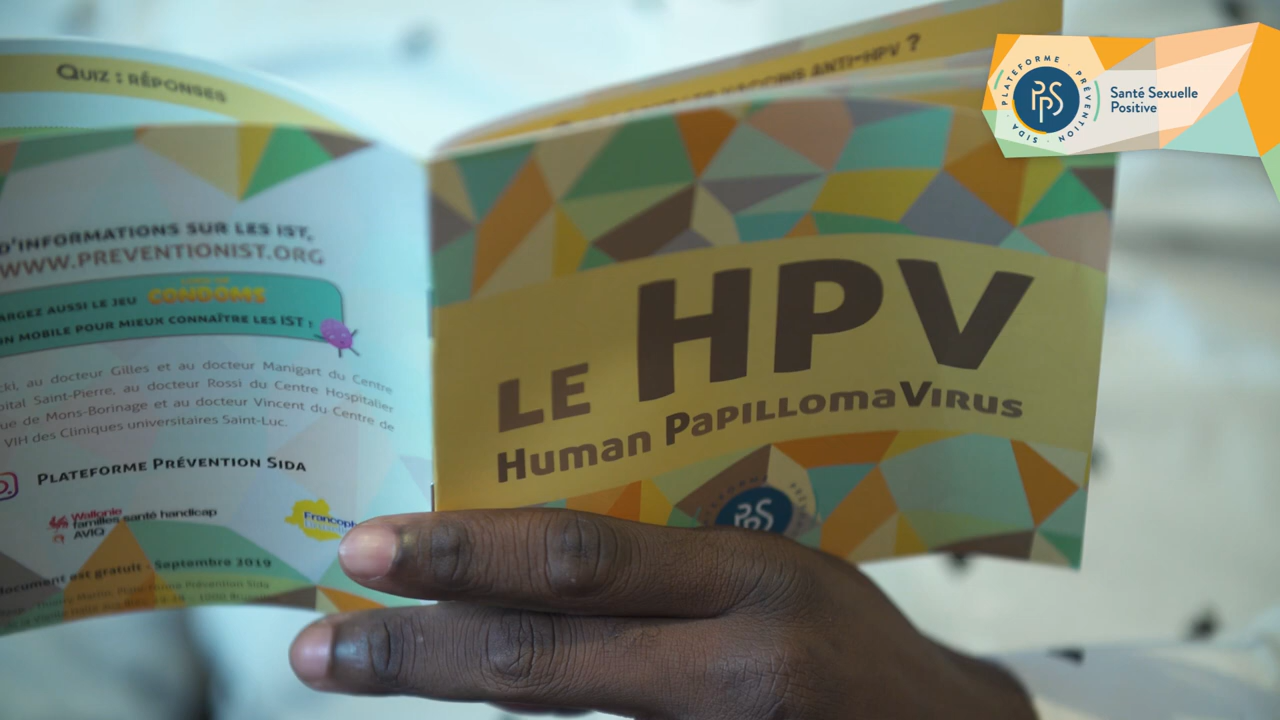 QUIZ : RÉPONSES
VACCINS ANTI-HPV ?
PLATEFORME · PRÉVENTION · SIDA ·
PPS
Santé Sexuelle
Positive
D'INFORMATIONS SUR LES IST,
WWW.PREVENTIONIST.ORG
ARGEZ AUSSI LE JEU CONDOMS
ON MOBILE POUR MIEUX CONNAÎTRE LES IST !
cki, au docteur Gilles et au docteur Manigart du Centre
pital Saint-Pierre, au docteur Rossi du Centre Hospitalier
ue de Mons-Borinage et au docteur Vincent du Centre de
VIH des Cliniques universitaires Saint-Luc.
PLATEFORME PRÉVENTION SIDA
Wallonie
familles santé handicap
AVIQ
Francoph
document est gratuit - Septembre 2019
LE HPV
Human PaPILLomaVIRUS
PPS